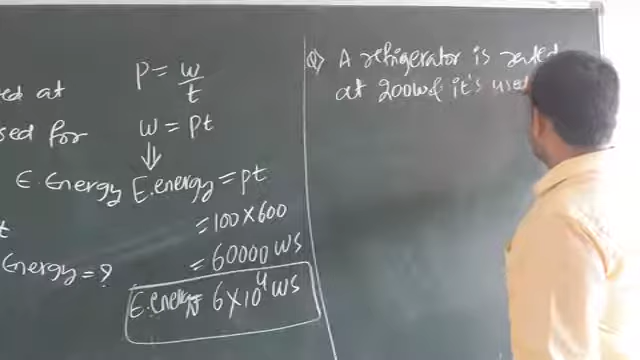 ed at
sed for
E. Energy
t
Energy = ?
P = w/t
w = Pt
↓
E.energy = pt
= 100 × 600
= 60000 WS
E.energy = 6 × 10⁴ WS
Q) A refigerator is rated
at 200W & it's used